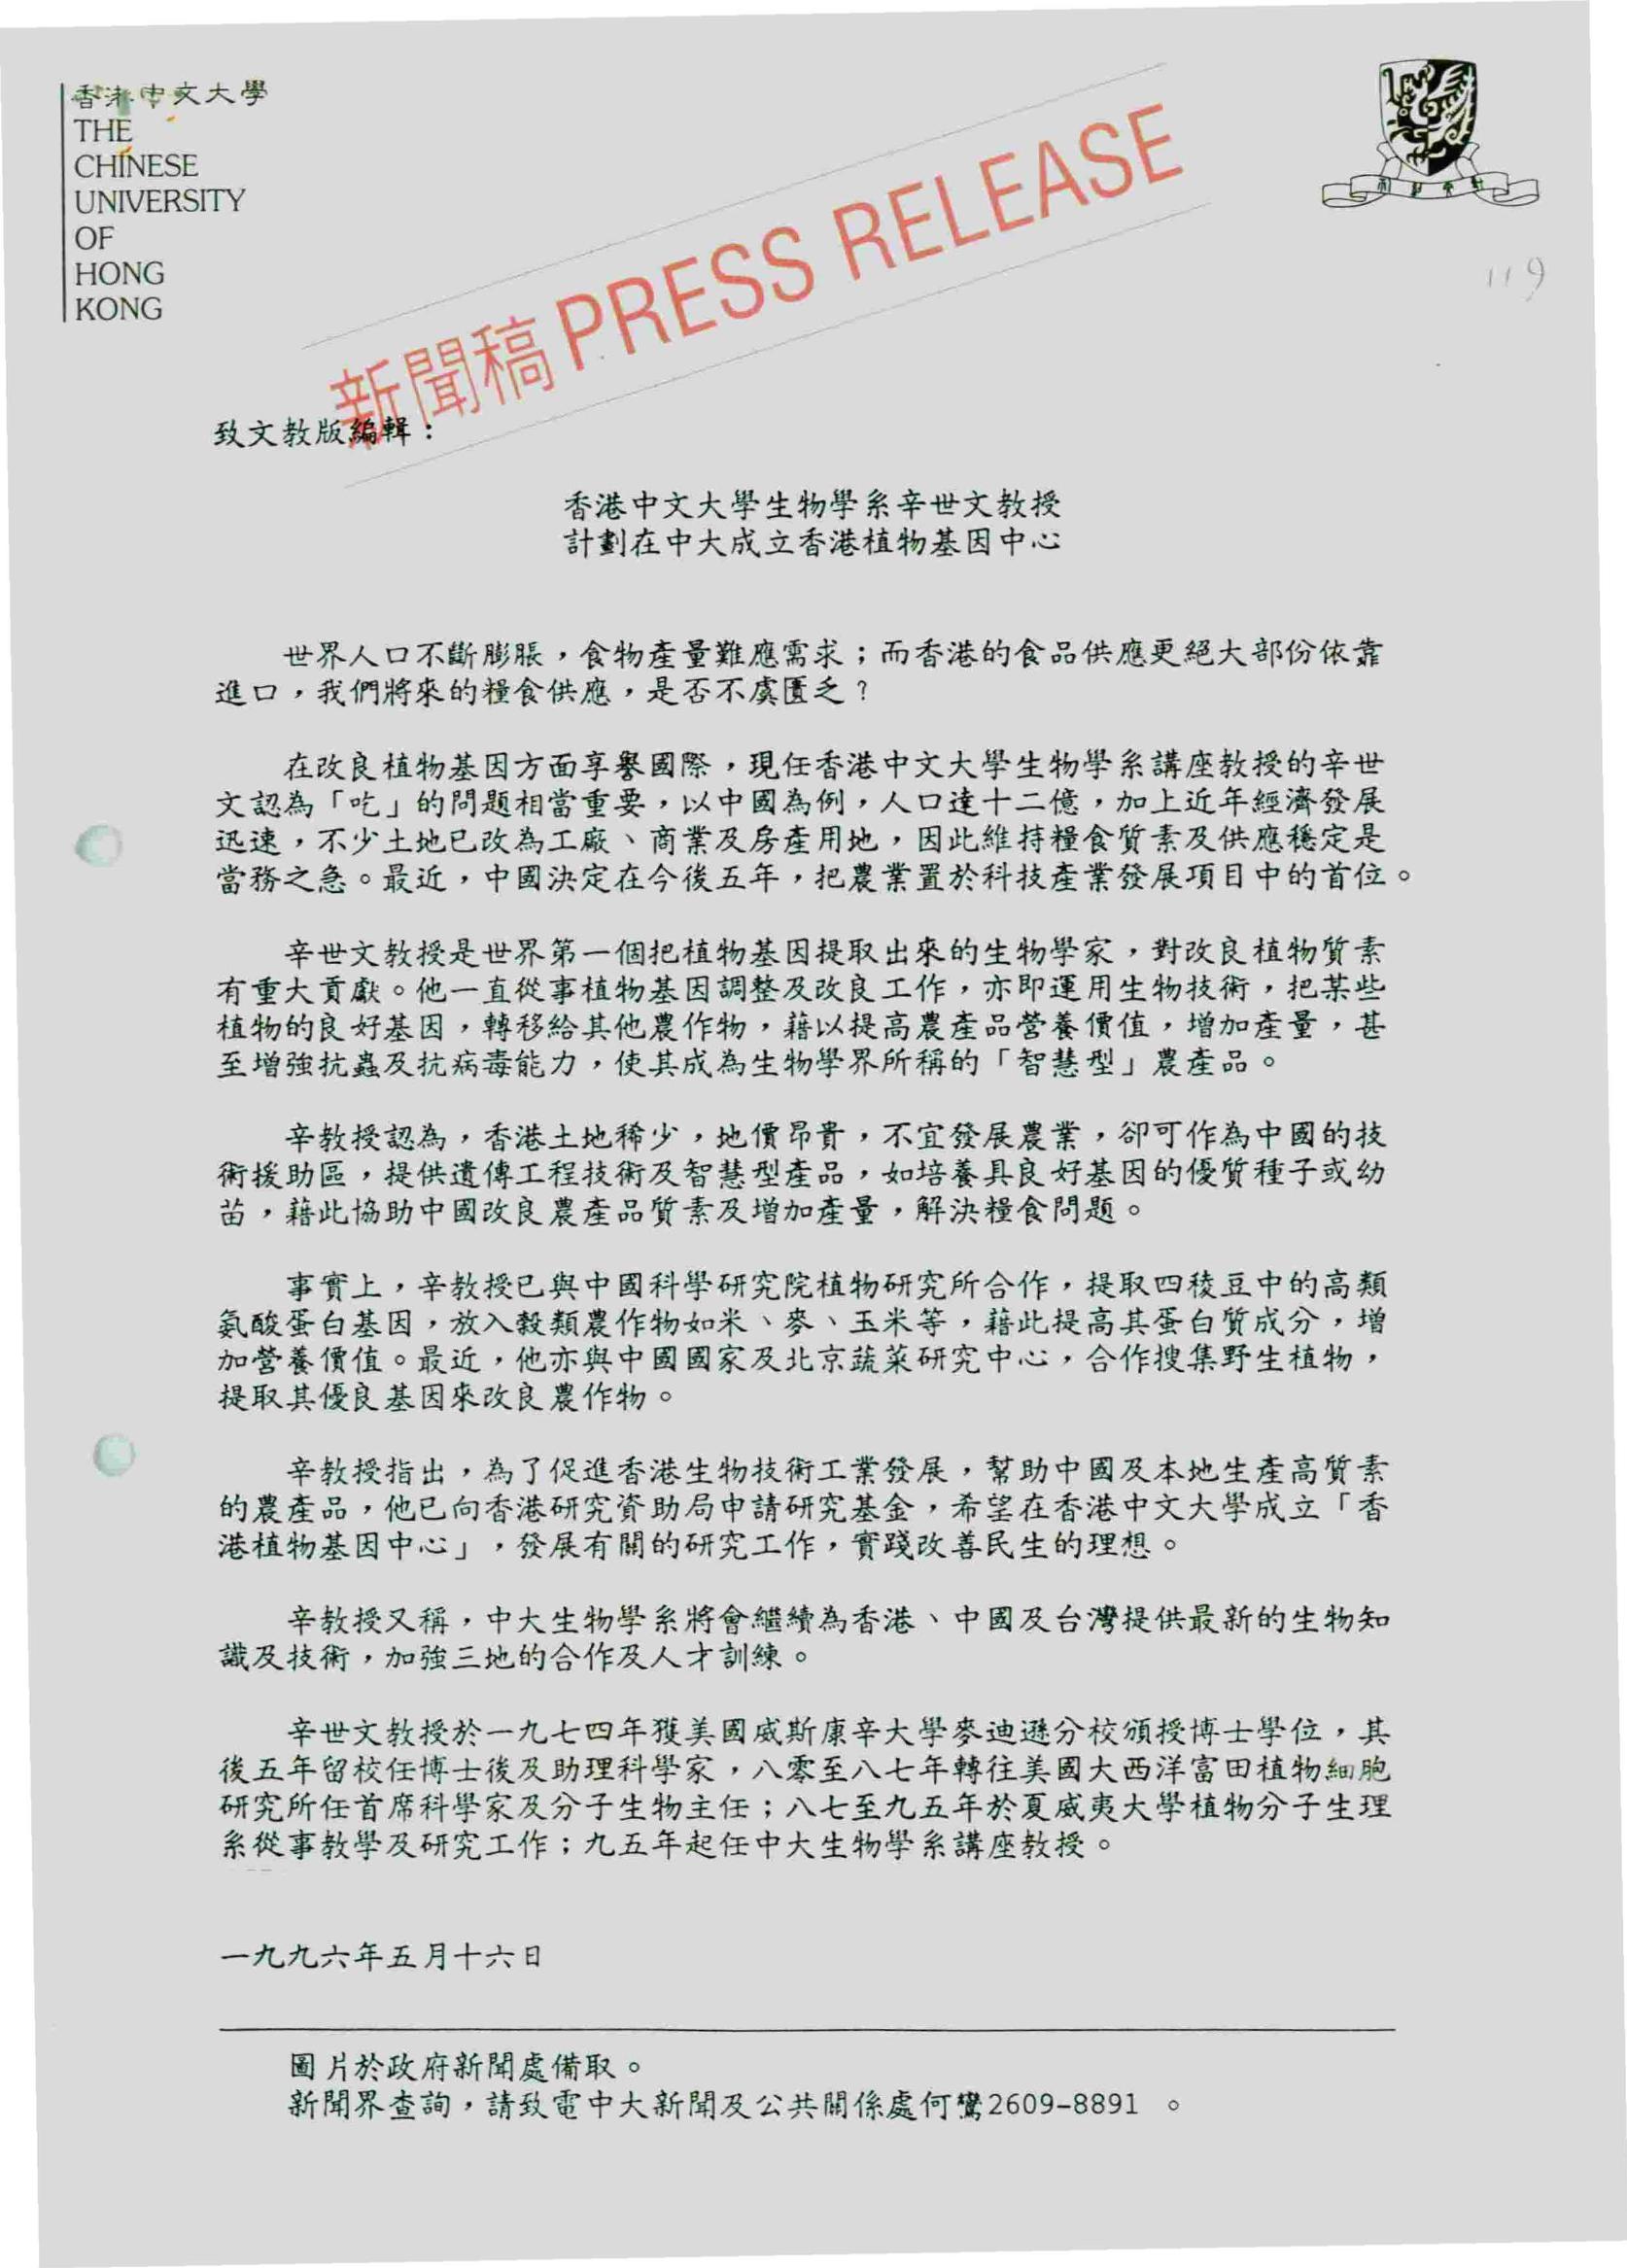 香港中文大學
THE
CHINESE
UNIVERSITY
OF
HONG
KONG
新聞稿 PRESS RELEASE
119
致文教版編輯：
香港中文大學生物學系辛世文教授
計劃在中大成立香港植物基因中心
世界人口不斷膨脹，食物產量難應需求；而香港的食品供應更絕大部份依靠
進口，我們將來的糧食供應，是否不虞匱乏？
在改良植物基因方面享譽國際，現任香港中文大學生物學系講座教授的辛世
文認為「吃」的問題相當重要，以中國為例，人口達十二億，加上近年經濟發展
迅速，不少土地已改為工廠、商業及房產用地，因此維持糧食質素及供應穩定是
當務之急。最近，中國決定在今後五年，把農業置於科技產業發展項目中的首位。
辛世文教授是世界第一個把植物基因提取出來的生物學家，對改良植物質素
有重大貢獻。他一直從事植物基因調整及改良工作，亦即運用生物技術，把某些
植物的良好基因，轉移給其他農作物，藉以提高農產品營養價值，增加產量，甚
至增強抗蟲及抗病毒能力，使其成為生物學界所稱的「智慧型」農產品。
辛教授認為，香港土地稀少，地價昂貴，不宜發展農業，卻可作為中國的技
術援助區，提供遺傳工程技術及智慧型產品，如培養具良好基因的優質種子或幼
苗，藉此協助中國改良農產品質素及增加產量，解決糧食問題。
事實上，辛教授已與中國科學研究院植物研究所合作，提取四稜豆中的高類
氨酸蛋白基因，放入穀類農作物如米、麥、玉米等，藉此提高其蛋白質成分，增
加營養價值。最近，他亦與中國國家及北京蔬菜研究中心，合作搜集野生植物，
提取其優良基因來改良農作物。
辛教授指出，為了促進香港生物技術工業發展，幫助中國及本地生產高質素
的農產品，他已向香港研究資助局申請研究基金，希望在香港中文大學成立「香
港植物基因中心」，發展有關的研究工作，實踐改善民生的理想。
辛教授又稱，中大生物學系將會繼續為香港、中國及台灣提供最新的生物知
識及技術，加強三地的合作及人才訓練。
辛世文教授於一九七四年獲美國威斯康辛大學麥迪遜分校頒授博士學位，其
後五年留校任博士後及助理科學家，八零至八七年轉往美國大西洋富田植物細胞
研究所任首席科學家及分子生物主任；八七至九五年於夏威夷大學植物分子生理
系從事教學及研究工作；九五年起任中大生物學系講座教授。
一九九六年五月十六日
圖片於政府新聞處備取。
新聞界查詢，請致電中大新聞及公共關係處何鸞2609-8891 。